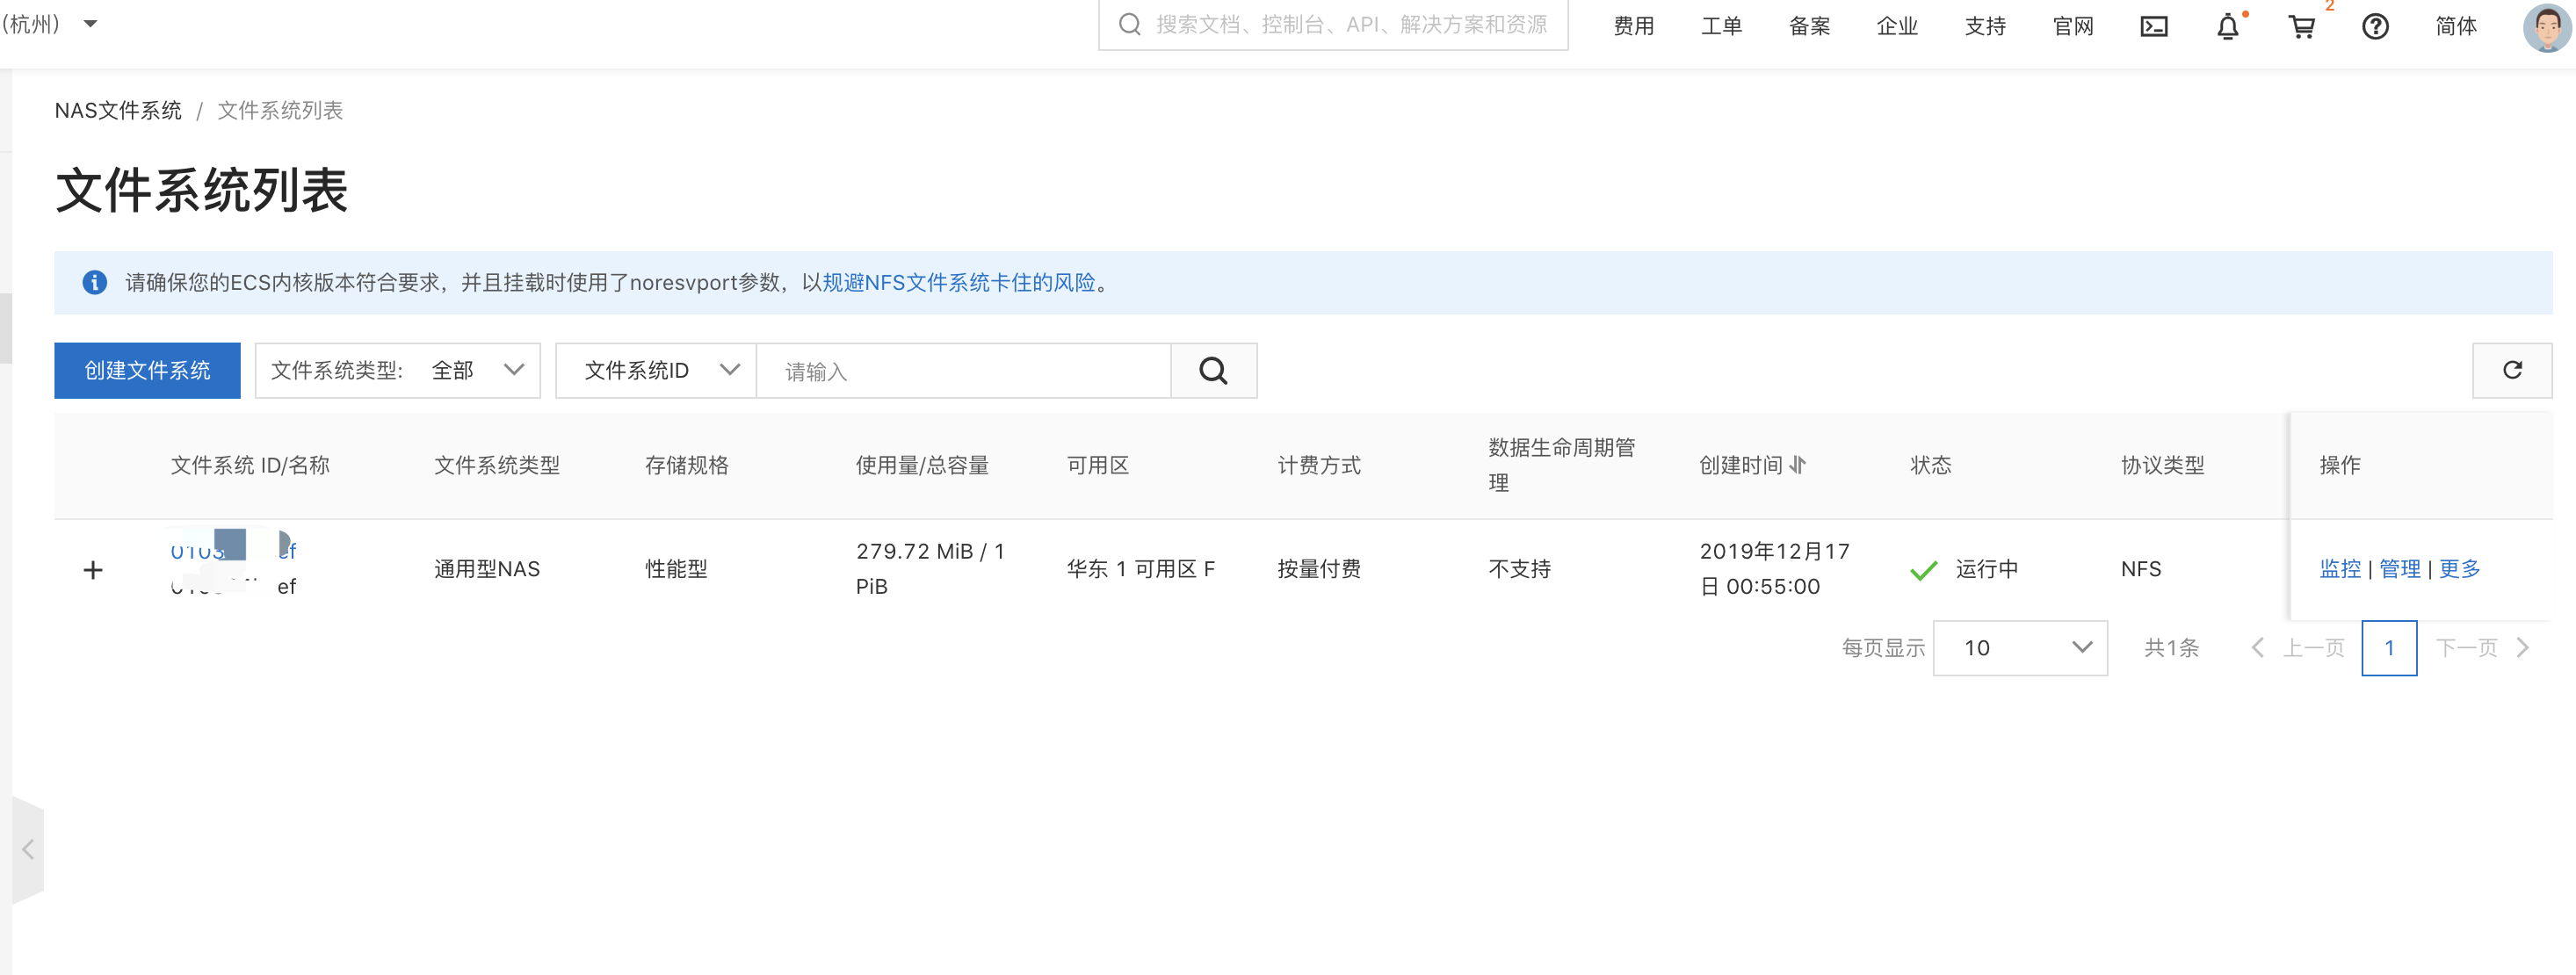 (杭州)
搜索文档、控制台、API、解决方案和资源
费用 工单 备案 企业 支持 官网 2 简体
NAS文件系统 / 文件系统列表
文件系统列表
请确保您的ECS内核版本符合要求，并且挂载时使用了noresvport参数，以规避NFS文件系统卡住的风险。
创建文件系统 文件系统类型: 全部 文件系统ID 请输入
文件系统 ID/名称 文件系统类型 存储规格 使用量/总容量 可用区 计费方式 数据生命周期管
理 创建时间 状态 协议类型 操作
通用型NAS 性能型 279.72 MiB / 1
PiB 华东 1 可用区 F 按量付费 不支持 2019年12月17
日 00:55:00 运行中 NFS 监控 | 管理 | 更多
每页显示 10 共1条 上一页 1 下一页